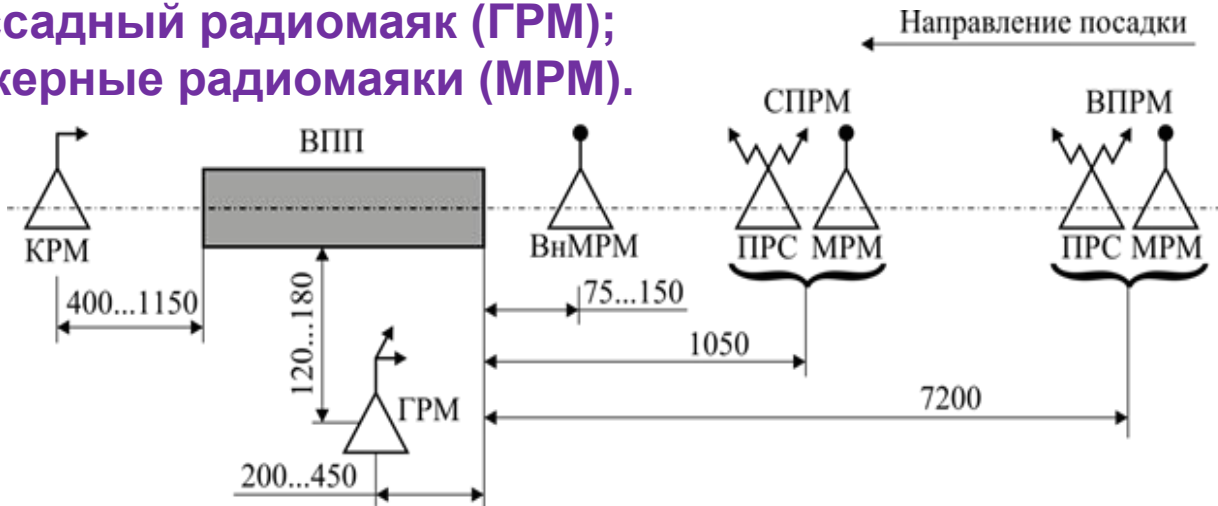 ссадный радиомаяк (ГРМ);
керные радиомаяки (МРМ).
Направление посадки
СПРМ
ВПРМ
ВПП
КРМ
ВнМРМ
ПРС МРМ
ПРС МРМ
400...1150
120...180
75...150
1050
7200
ГРМ
200...450